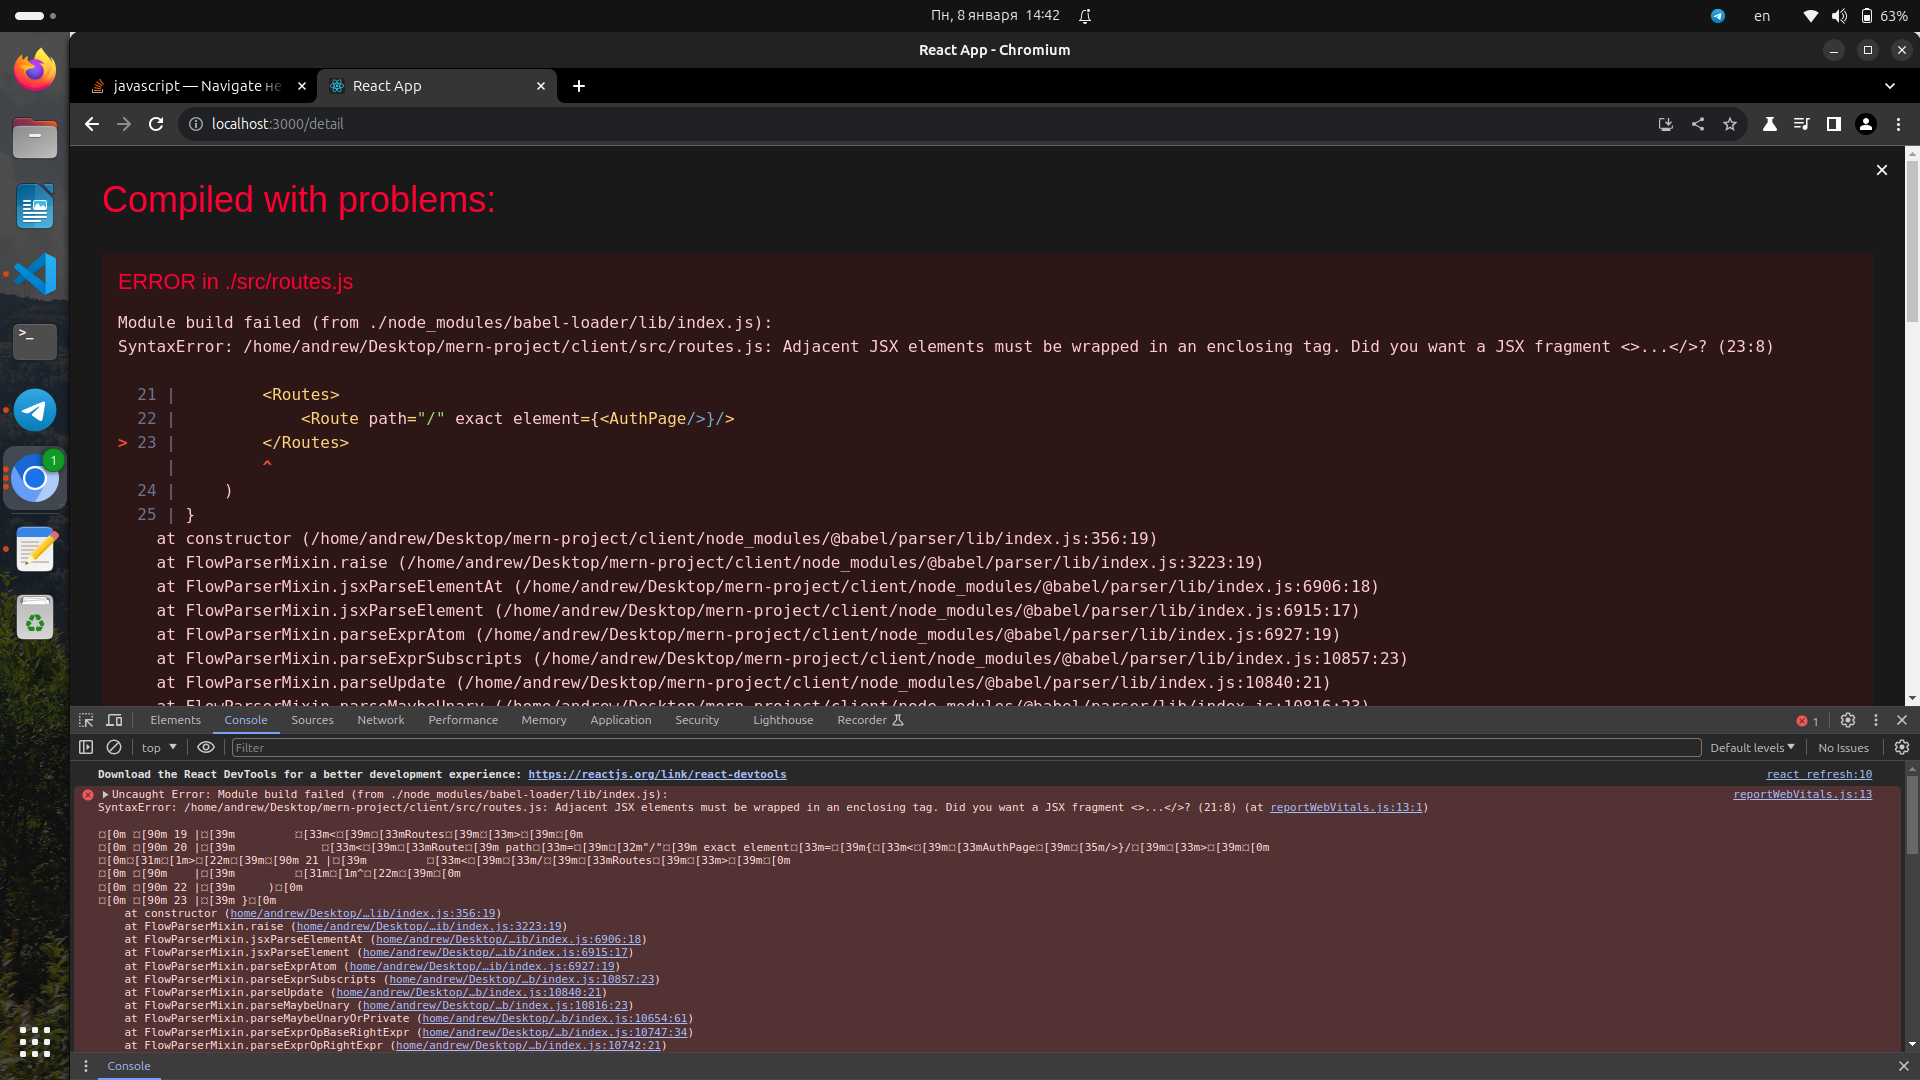 Пн, 8 января 14:42
en
63%
React App - Chromium
javascript — Navigate не
React App
localhost:3000/detail
Compiled with problems:
ERROR in ./src/routes.js
Module build failed (from ./node_modules/babel-loader/lib/index.js):
SyntaxError: /home/andrew/Desktop/mern-project/client/src/routes.js: Adjacent JSX elements must be wrapped in an enclosing tag. Did you want a JSX fragment <>...</>? (23:8)
21 | <Routes>
22 | <Route path="/" exact element={<AuthPage/>}/>
> 23 | </Routes>
| ^
24 | )
25 | }
at constructor (/home/andrew/Desktop/mern-project/client/node_modules/@babel/parser/lib/index.js:356:19)
at FlowParserMixin.raise (/home/andrew/Desktop/mern-project/client/node_modules/@babel/parser/lib/index.js:3223:19)
at FlowParserMixin.jsxParseElementAt (/home/andrew/Desktop/mern-project/client/node_modules/@babel/parser/lib/index.js:6906:18)
at FlowParserMixin.jsxParseElement (/home/andrew/Desktop/mern-project/client/node_modules/@babel/parser/lib/index.js:6915:17)
at FlowParserMixin.parseExprAtom (/home/andrew/Desktop/mern-project/client/node_modules/@babel/parser/lib/index.js:6927:19)
at FlowParserMixin.parseExprSubscripts (/home/andrew/Desktop/mern-project/client/node_modules/@babel/parser/lib/index.js:10857:23)
at FlowParserMixin.parseUpdate (/home/andrew/Desktop/mern-project/client/node_modules/@babel/parser/lib/index.js:10840:21)
at FlowParserMixin.parseMaybeUnary (/home/andrew/Desktop/mern-project/client/node_modules/@babel/parser/lib/index.js:10816:23)
1
>_
Elements Console Sources Network Performance Memory Application Security Lighthouse Recorder 1
top Filter Default levels No Issues
Download the React DevTools for a better development experience: https://reactjs.org/link/react-devtools react refresh:10
Uncaught Error: Module build failed (from ./node_modules/babel-loader/lib/index.js): reportWebVitals.js:13
SyntaxError: /home/andrew/Desktop/mern-project/client/src/routes.js: Adjacent JSX elements must be wrapped in an enclosing tag. Did you want a JSX fragment <>...</>? (21:8) (at reportWebVitals.js:13:1)
¤[0m ¤[90m 19 |¤[39m ¤[33m<¤[39m¤[33mRoutes¤[39m¤[33m>¤[39m¤[0m
¤[0m ¤[90m 20 |¤[39m ¤[33m<¤[39m¤[33mRoute¤[39m path¤[33m=¤[39m¤[32m"/"¤[39m exact element¤[33m=¤[39m{¤[33m<¤[39m¤[33mAuthPage¤[39m¤[35m/>}/¤[39m¤[33m>¤[39m¤[0m
¤[0m¤[31m¤[1m>¤[22m¤[39m¤[90m 21 |¤[39m ¤[33m<¤[39m¤[33m/¤[39m¤[33mRoutes¤[39m¤[33m>¤[39m¤[0m
¤[0m ¤[90m |¤[39m ¤[31m¤[1m^¤[22m¤[39m¤[0m
¤[0m ¤[90m 22 |¤[39m )¤[0m
¤[0m ¤[90m 23 |¤[39m }¤[0m
at constructor (home/andrew/Desktop/…lib/index.js:356:19)
at FlowParserMixin.raise (home/andrew/Desktop/…ib/index.js:3223:19)
at FlowParserMixin.jsxParseElementAt (home/andrew/Desktop/…ib/index.js:6906:18)
at FlowParserMixin.jsxParseElement (home/andrew/Desktop/…ib/index.js:6915:17)
at FlowParserMixin.parseExprAtom (home/andrew/Desktop/…ib/index.js:6927:19)
at FlowParserMixin.parseExprSubscripts (home/andrew/Desktop/…b/index.js:10857:23)
at FlowParserMixin.parseUpdate (home/andrew/Desktop/…b/index.js:10840:21)
at FlowParserMixin.parseMaybeUnary (home/andrew/Desktop/…b/index.js:10816:23)
at FlowParserMixin.parseMaybeUnaryOrPrivate (home/andrew/Desktop/…b/index.js:10654:61)
at FlowParserMixin.parseExprOpBaseRightExpr (home/andrew/Desktop/…b/index.js:10747:34)
at FlowParserMixin.parseExprOpRightExpr (home/andrew/Desktop/…b/index.js:10742:21)
Console